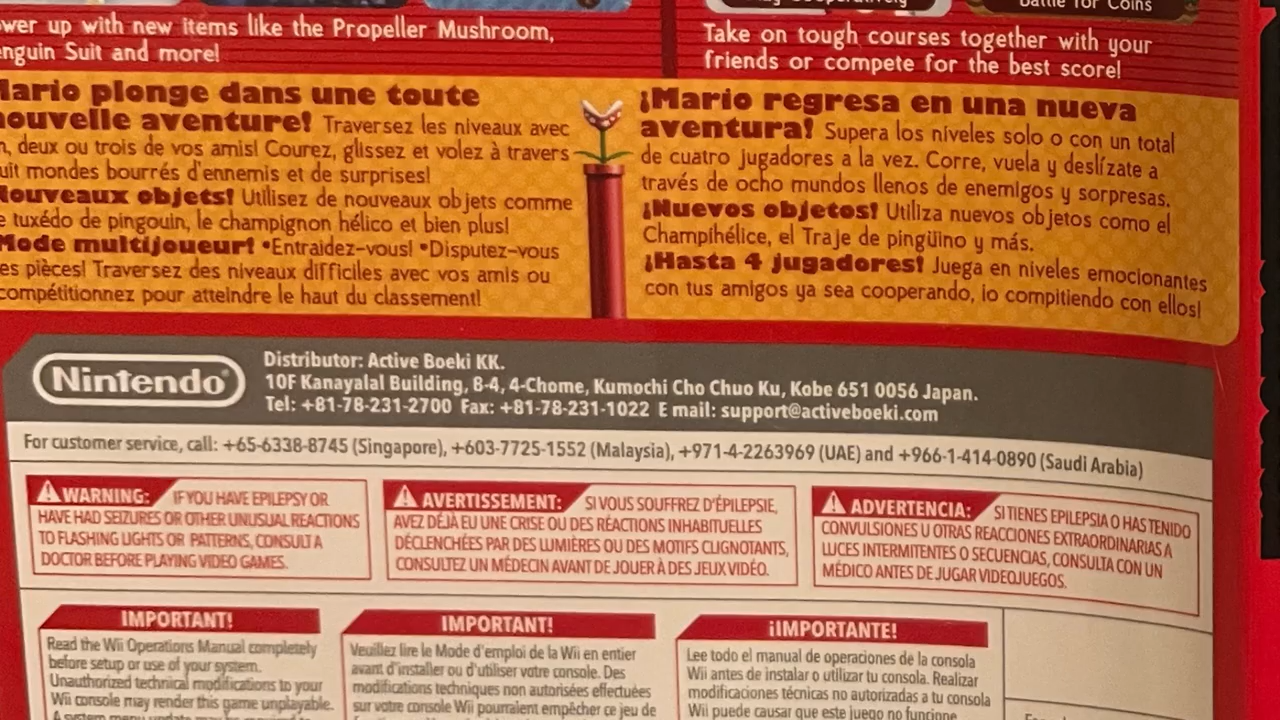 ower up with new items like the Propeller Mushroom,
enguin Suit and more!
Battle for Coins
Take on tough courses together with your
friends or compete for the best score!
Mario plonge dans une toute
nouvelle aventure! Traversez les niveaux avec
n, deux ou trois de vos amis! Courez, glissez et volez à travers
uit mondes bourrés d'ennemis et de surprises!
Nouveaux objets! Utilisez de nouveaux objets comme
e tuxédo de pingouin, le champignon hélico et bien plus!
Mode multijoueur! •Entraidez-vous! •Disputez-vous
es pièces! Traversez des niveaux difficiles avec vos amis ou
compétitionnez pour atteindre le haut du classement!
¡Mario regresa en una nueva
aventura! Supera los niveles solo o con un total
de cuatro jugadores a la vez. Corre, vuela y deslízate a
través de ocho mundos llenos de enemigos y sorpresas.
¡Nuevos objetos! Utiliza nuevos objetos como el
Champihélice, el Traje de pingüino y más.
¡Hasta 4 jugadores! Juega en niveles emocionantes
con tus amigos ya sea cooperando, ¡o compitiendo con ellos!
Nintendo
Distributor: Active Boeki KK.
10F Kanayalal Building, 8-4, 4-Chome, Kumochi Cho Chuo Ku, Kobe 651 0056 Japan.
Tel: +81-78-231-2700 Fax: +81-78-231-1022 E mail: support@activeboeki.com
For customer service, call: +65-6338-8745 (Singapore), +603-7725-1552 (Malaysia), +971-4-2263969 (UAE) and +966-1-414-0890 (Saudi Arabia)
WARNING: IF YOU HAVE EPILEPSY OR
HAVE HAD SEIZURES OR OTHER UNUSUAL REACTIONS
TO FLASHING LIGHTS OR PATTERNS, CONSULT A
DOCTOR BEFORE PLAYING VIDEO GAMES.
AVERTISSEMENT: SI VOUS SOUFFREZ D'ÉPILEPSIE,
AVEZ DÉJÀ EU UNE CRISE OU DES RÉACTIONS INHABITUELLES
DÉCLENCHÉES PAR DES LUMIÈRES OU DES MOTIFS CLIGNOTANTS,
CONSULTEZ UN MÉDECIN AVANT DE JOUER À DES JEUX VIDÉO.
ADVERTENCIA: SI TIENES EPILEPSIA O HAS TENIDO
CONVULSIONES U OTRAS REACCIONES EXTRAORDINARIAS A
LUCES INTERMITENTES O SECUENCIAS, CONSULTA CON UN
MÉDICO ANTES DE JUGAR VIDEOJUEGOS.
IMPORTANT!
Read the Wii Operations Manual completely
before setup or use of your system.
Unauthorized technical modifications to your
Wii console may render this game unplayable.
A system menu update may be required to
IMPORTANT!
Veuillez lire le Mode d'emploi de la Wii en entier
avant d'installer ou d'utiliser votre console. Des
modifications techniques non autorisées effectuées
sur votre console Wii pourraient empêcher ce jeu de
¡IMPORTANTE!
Lee todo el manual de operaciones de la consola
Wii antes de instalar o utilizar tu consola. Realizar
modificaciones técnicas no autorizadas a tu consola
Wii puede causar que este juego no funcione